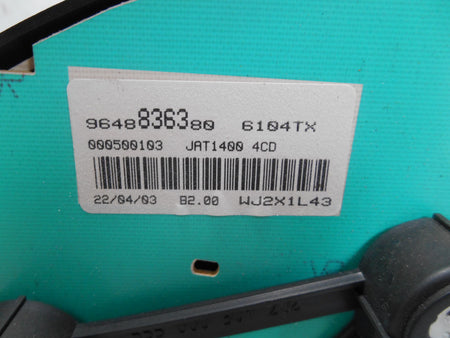 9648836380 6104TX
000500103 JAT1400 4CD
22/04/03 B2.00 WJ2X1L43